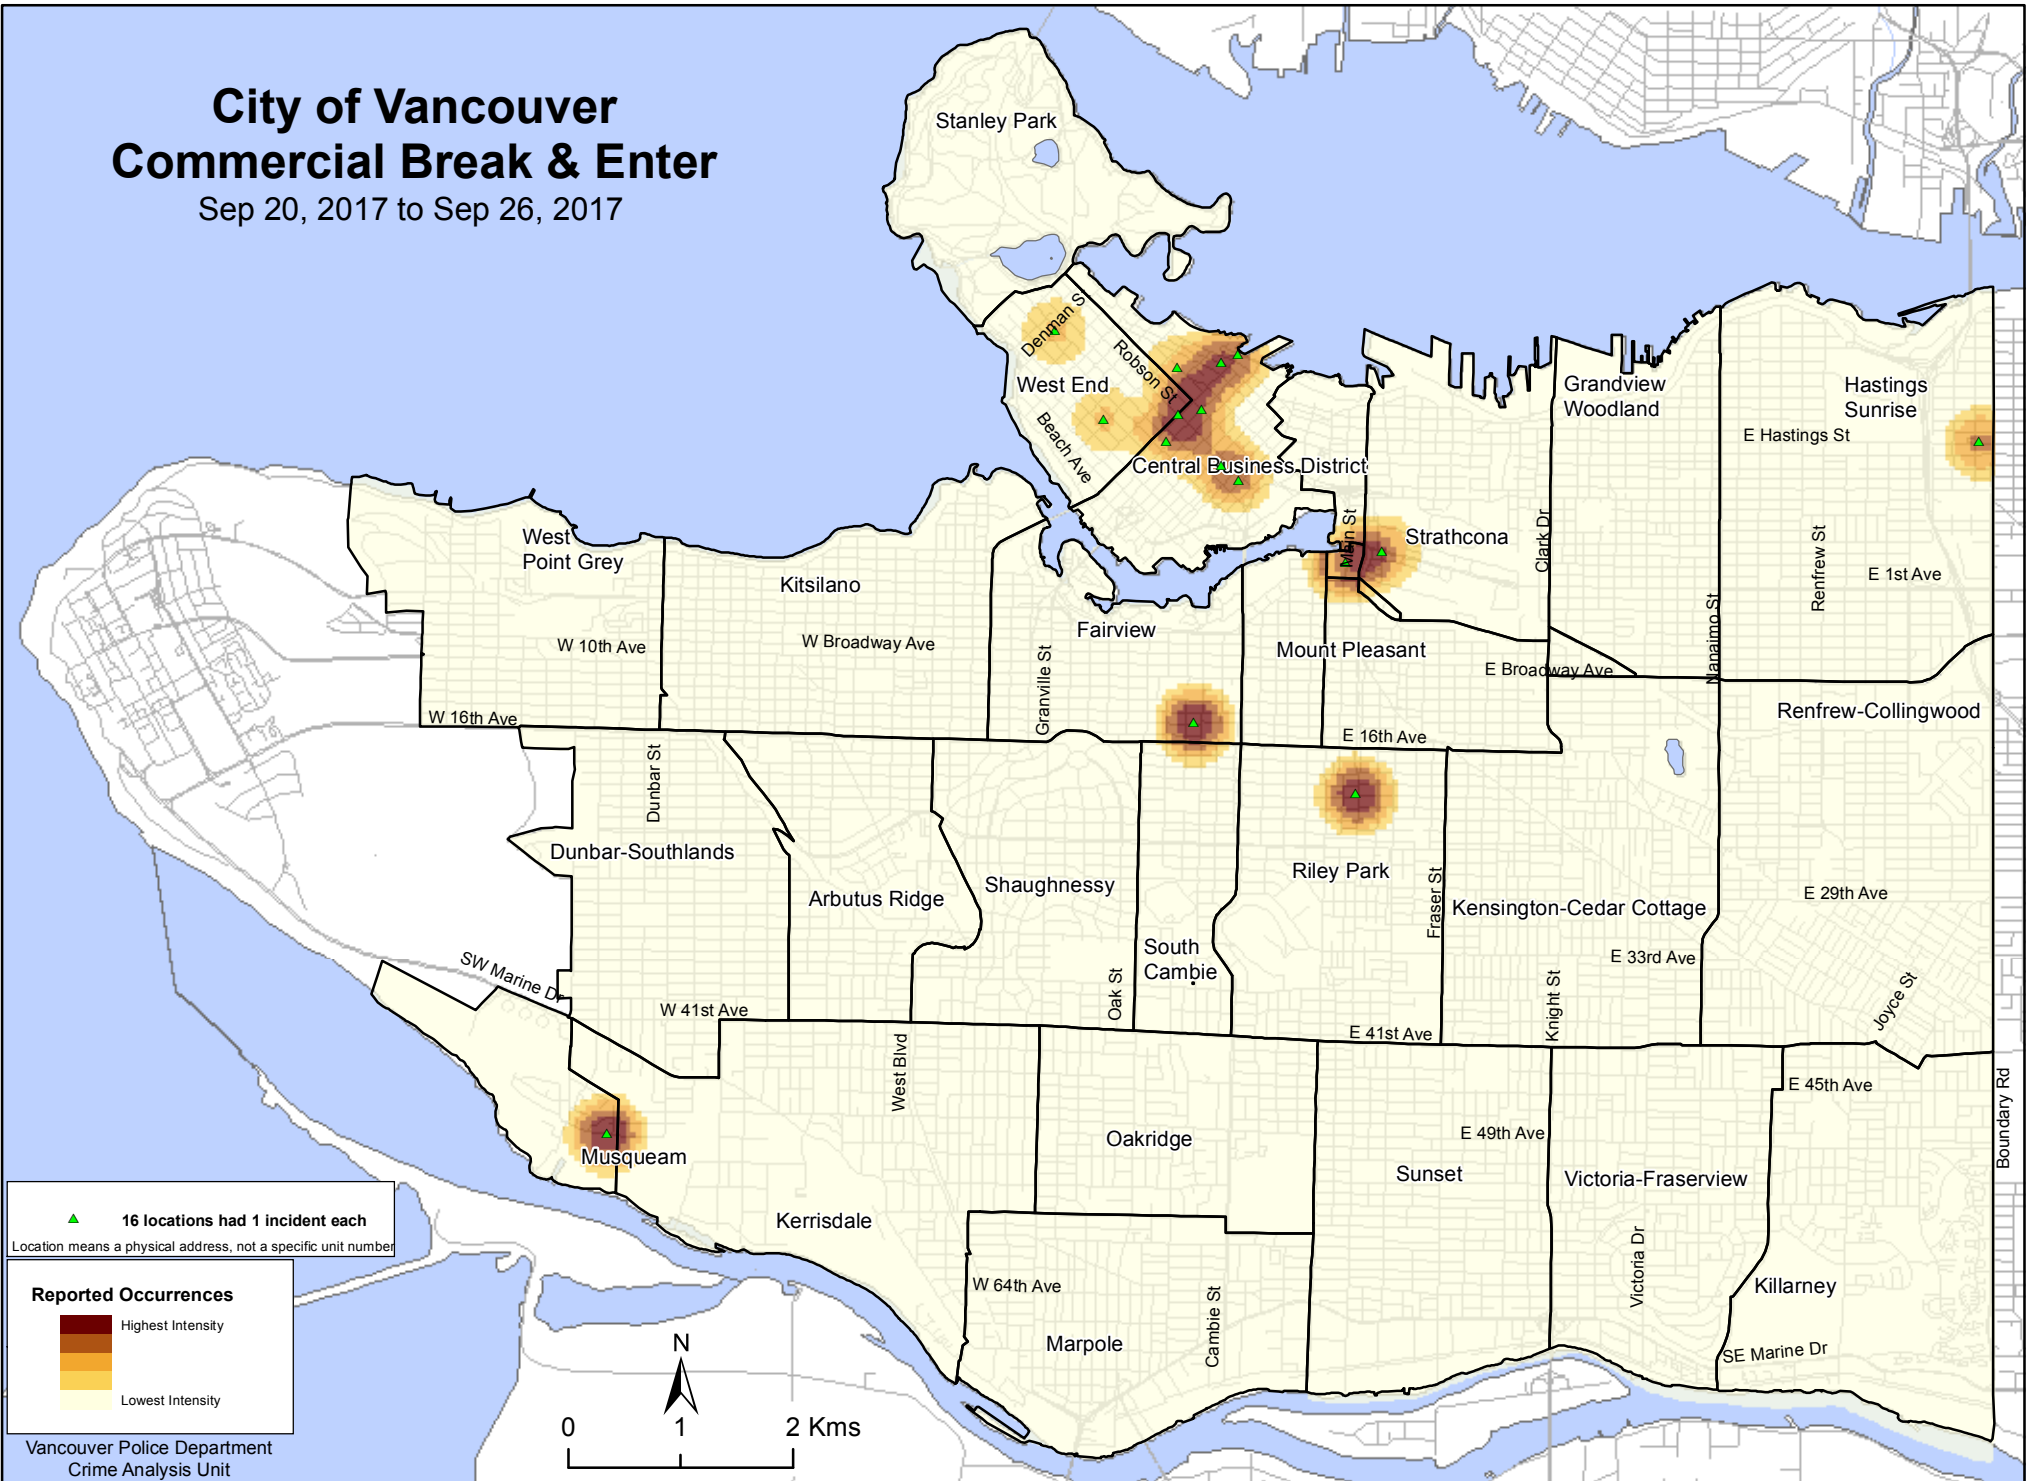 City of Vancouver
Commercial Break & Enter
Sep 20, 2017 to Sep 26, 2017
Stanley Park
Denman S
Robson St
West End
Beach Ave
Central Business District
Grandview
Woodland
Hastings
Sunrise
E Hastings St
Main St
Strathcona
Clark Dr
Renfrew St
E 1st Ave
Nanaimo St
West
Point Grey
Kitsilano
Fairview
W 10th Ave
W Broadway Ave
Granville St
Mount Pleasant
E Broadway Ave
W 16th Ave
E 16th Ave
Renfrew-Collingwood
Dunbar St
Dunbar-Southlands
Arbutus Ridge
Shaughnessy
Riley Park
Fraser St
Kensington-Cedar Cottage
E 29th Ave
South
Cambie
E 33rd Ave
SW Marine Dr
W 41st Ave
Oak St
Knight St
Joyce St
E 41st Ave
West Blvd
E 45th Ave
Boundary Rd
Musqueam
Oakridge
E 49th Ave
Sunset
Victoria-Fraserview
Kerrisdale
W 64th Ave
Cambie St
Victoria Dr
Killarney
Marpole
SE Marine Dr
16 locations had 1 incident each
Location means a physical address, not a specific unit number
Reported Occurrences
Highest Intensity
Lowest Intensity
Vancouver Police Department
Crime Analysis Unit
N
0 1 2 Kms